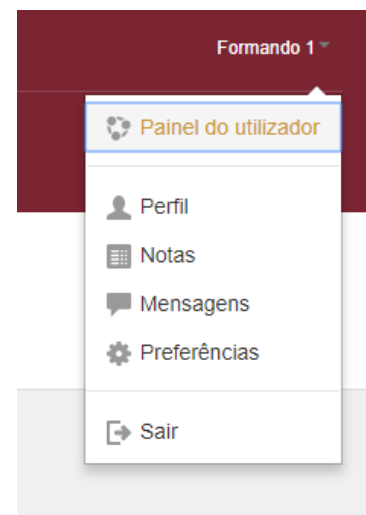 Formando 1
Painel do utilizador
Perfil
Notas
Mensagens
Preferências
Sair